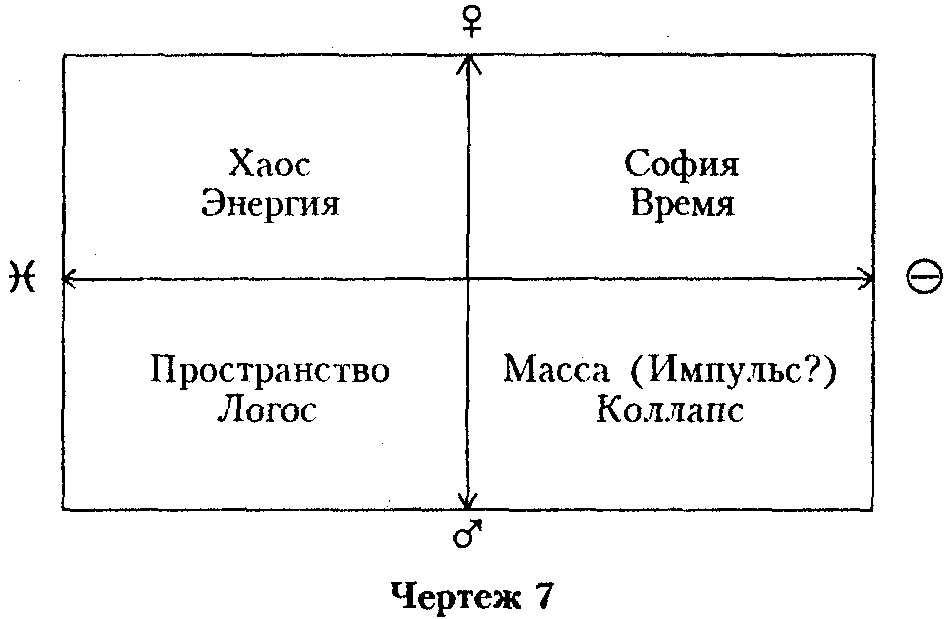 ♀
Хаос
Энергия
София
Время
♓ ⊖
Пространство
Логос
Масса (Импульс?)
Коллапс
♂
Чертеж 7